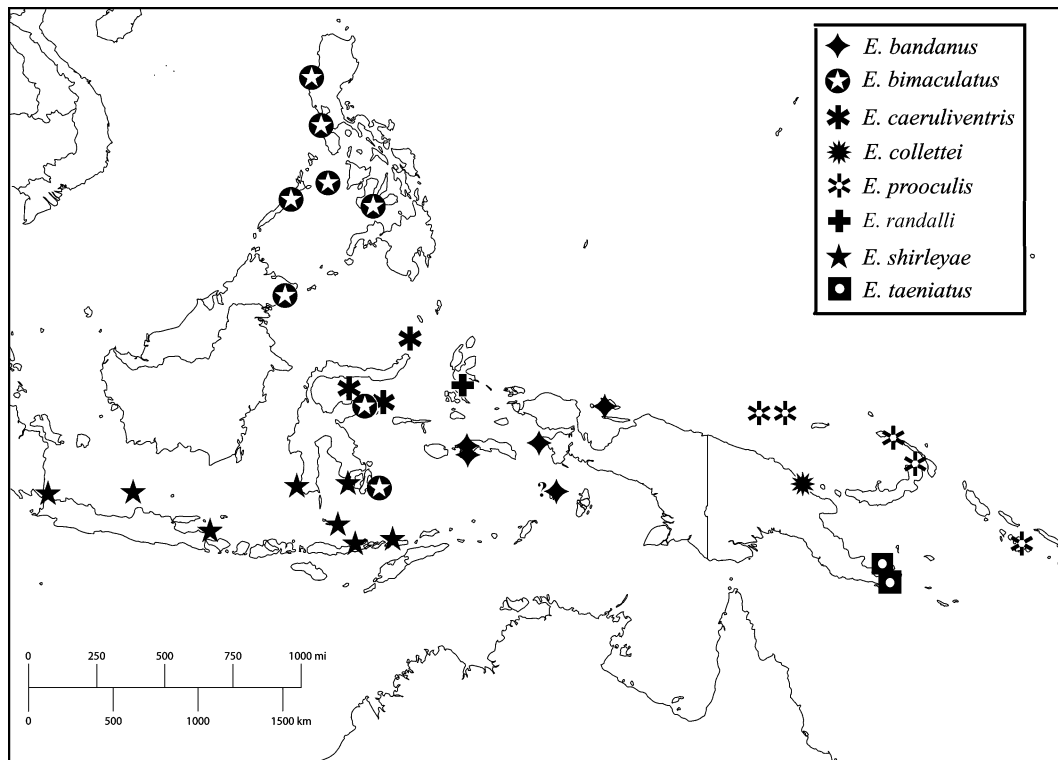 E. bandanus
E. bimaculatus
E. caeruliventris
E. collettei
E. prooculis
E. randalli
E. shirleyae
E. taeniatus
?
0 250 500 750 1000 mi
0 500 1000 1500 km